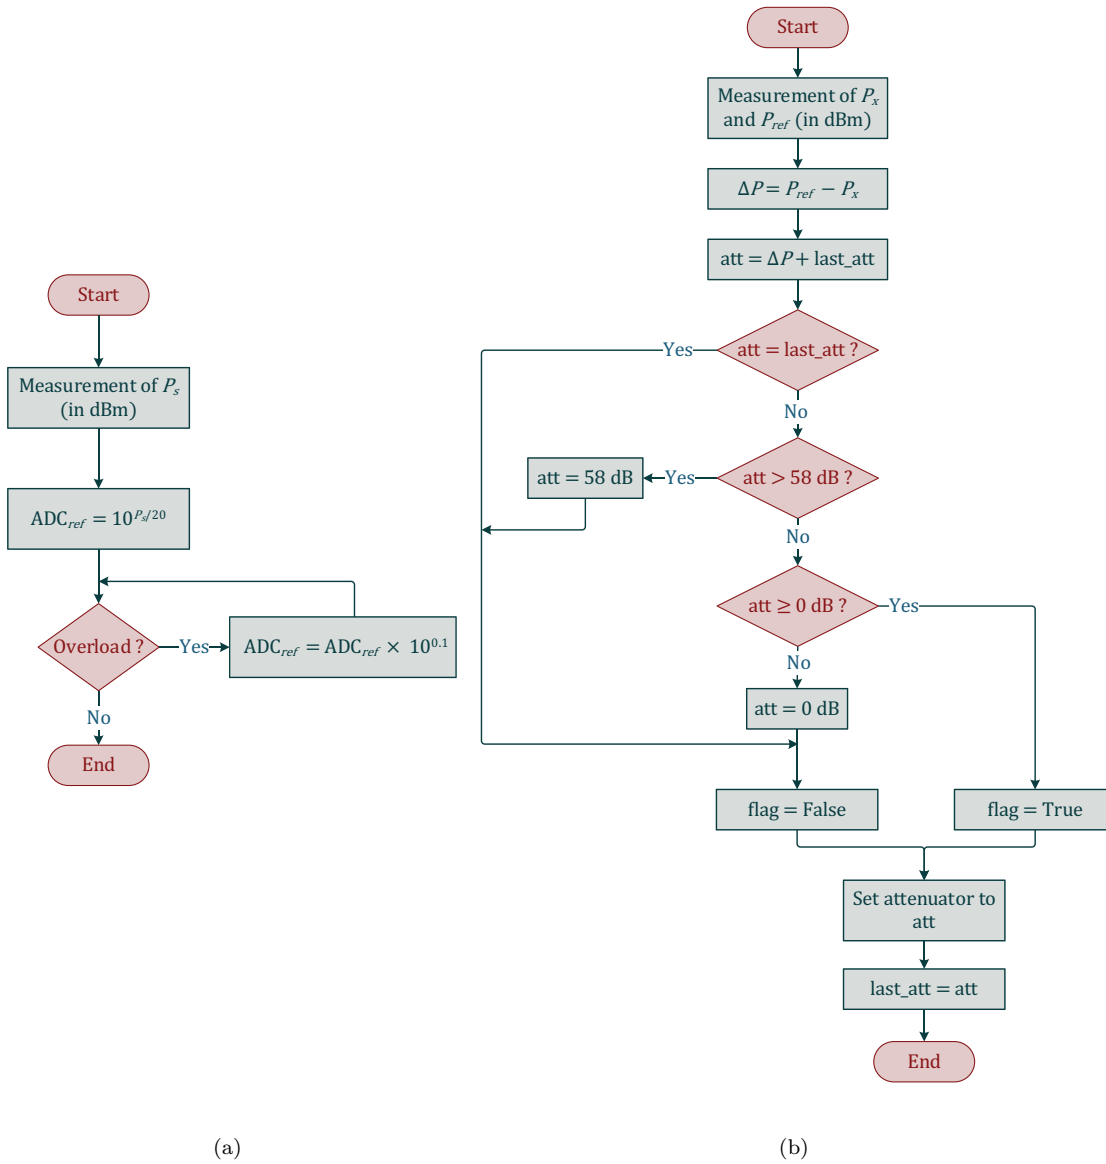 Start
Measurement of P_s
(in dBm)
ADC_ref = 10^{P_s/20}
Overload ?
Yes
ADC_ref = ADC_ref × 10^{0.1}
No
End
(a)
Start
Measurement of P_x
and P_ref (in dBm)
ΔP = P_ref − P_x
att = ΔP + last_att
att = last_att ?
Yes
No
att > 58 dB ?
Yes
att = 58 dB
No
att ≥ 0 dB ?
Yes
No
att = 0 dB
flag = False
flag = True
Set attenuator to
att
last_att = att
End
(b)